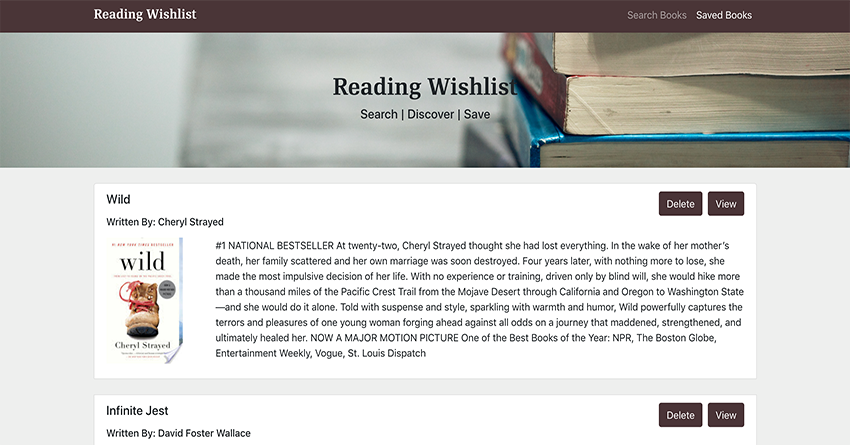 Reading Wishlist
Search Books Saved Books
Reading Wishlist
Search | Discover | Save
Wild
Delete View
Written By: Cheryl Strayed
#1 NEW YORK TIMES BESTSELLER
wild
Cheryl Strayed
#1 NATIONAL BESTSELLER At twenty-two, Cheryl Strayed thought she had lost everything. In the wake of her mother’s
death, her family scattered and her own marriage was soon destroyed. Four years later, with nothing more to lose, she
made the most impulsive decision of her life. With no experience or training, driven only by blind will, she would hike more
than a thousand miles of the Pacific Crest Trail from the Mojave Desert through California and Oregon to Washington State
—and she would do it alone. Told with suspense and style, sparkling with warmth and humor, Wild powerfully captures the
terrors and pleasures of one young woman forging ahead against all odds on a journey that maddened, strengthened, and
ultimately healed her. NOW A MAJOR MOTION PICTURE One of the Best Books of the Year: NPR, The Boston Globe,
Entertainment Weekly, Vogue, St. Louis Dispatch
Infinite Jest
Delete View
Written By: David Foster Wallace